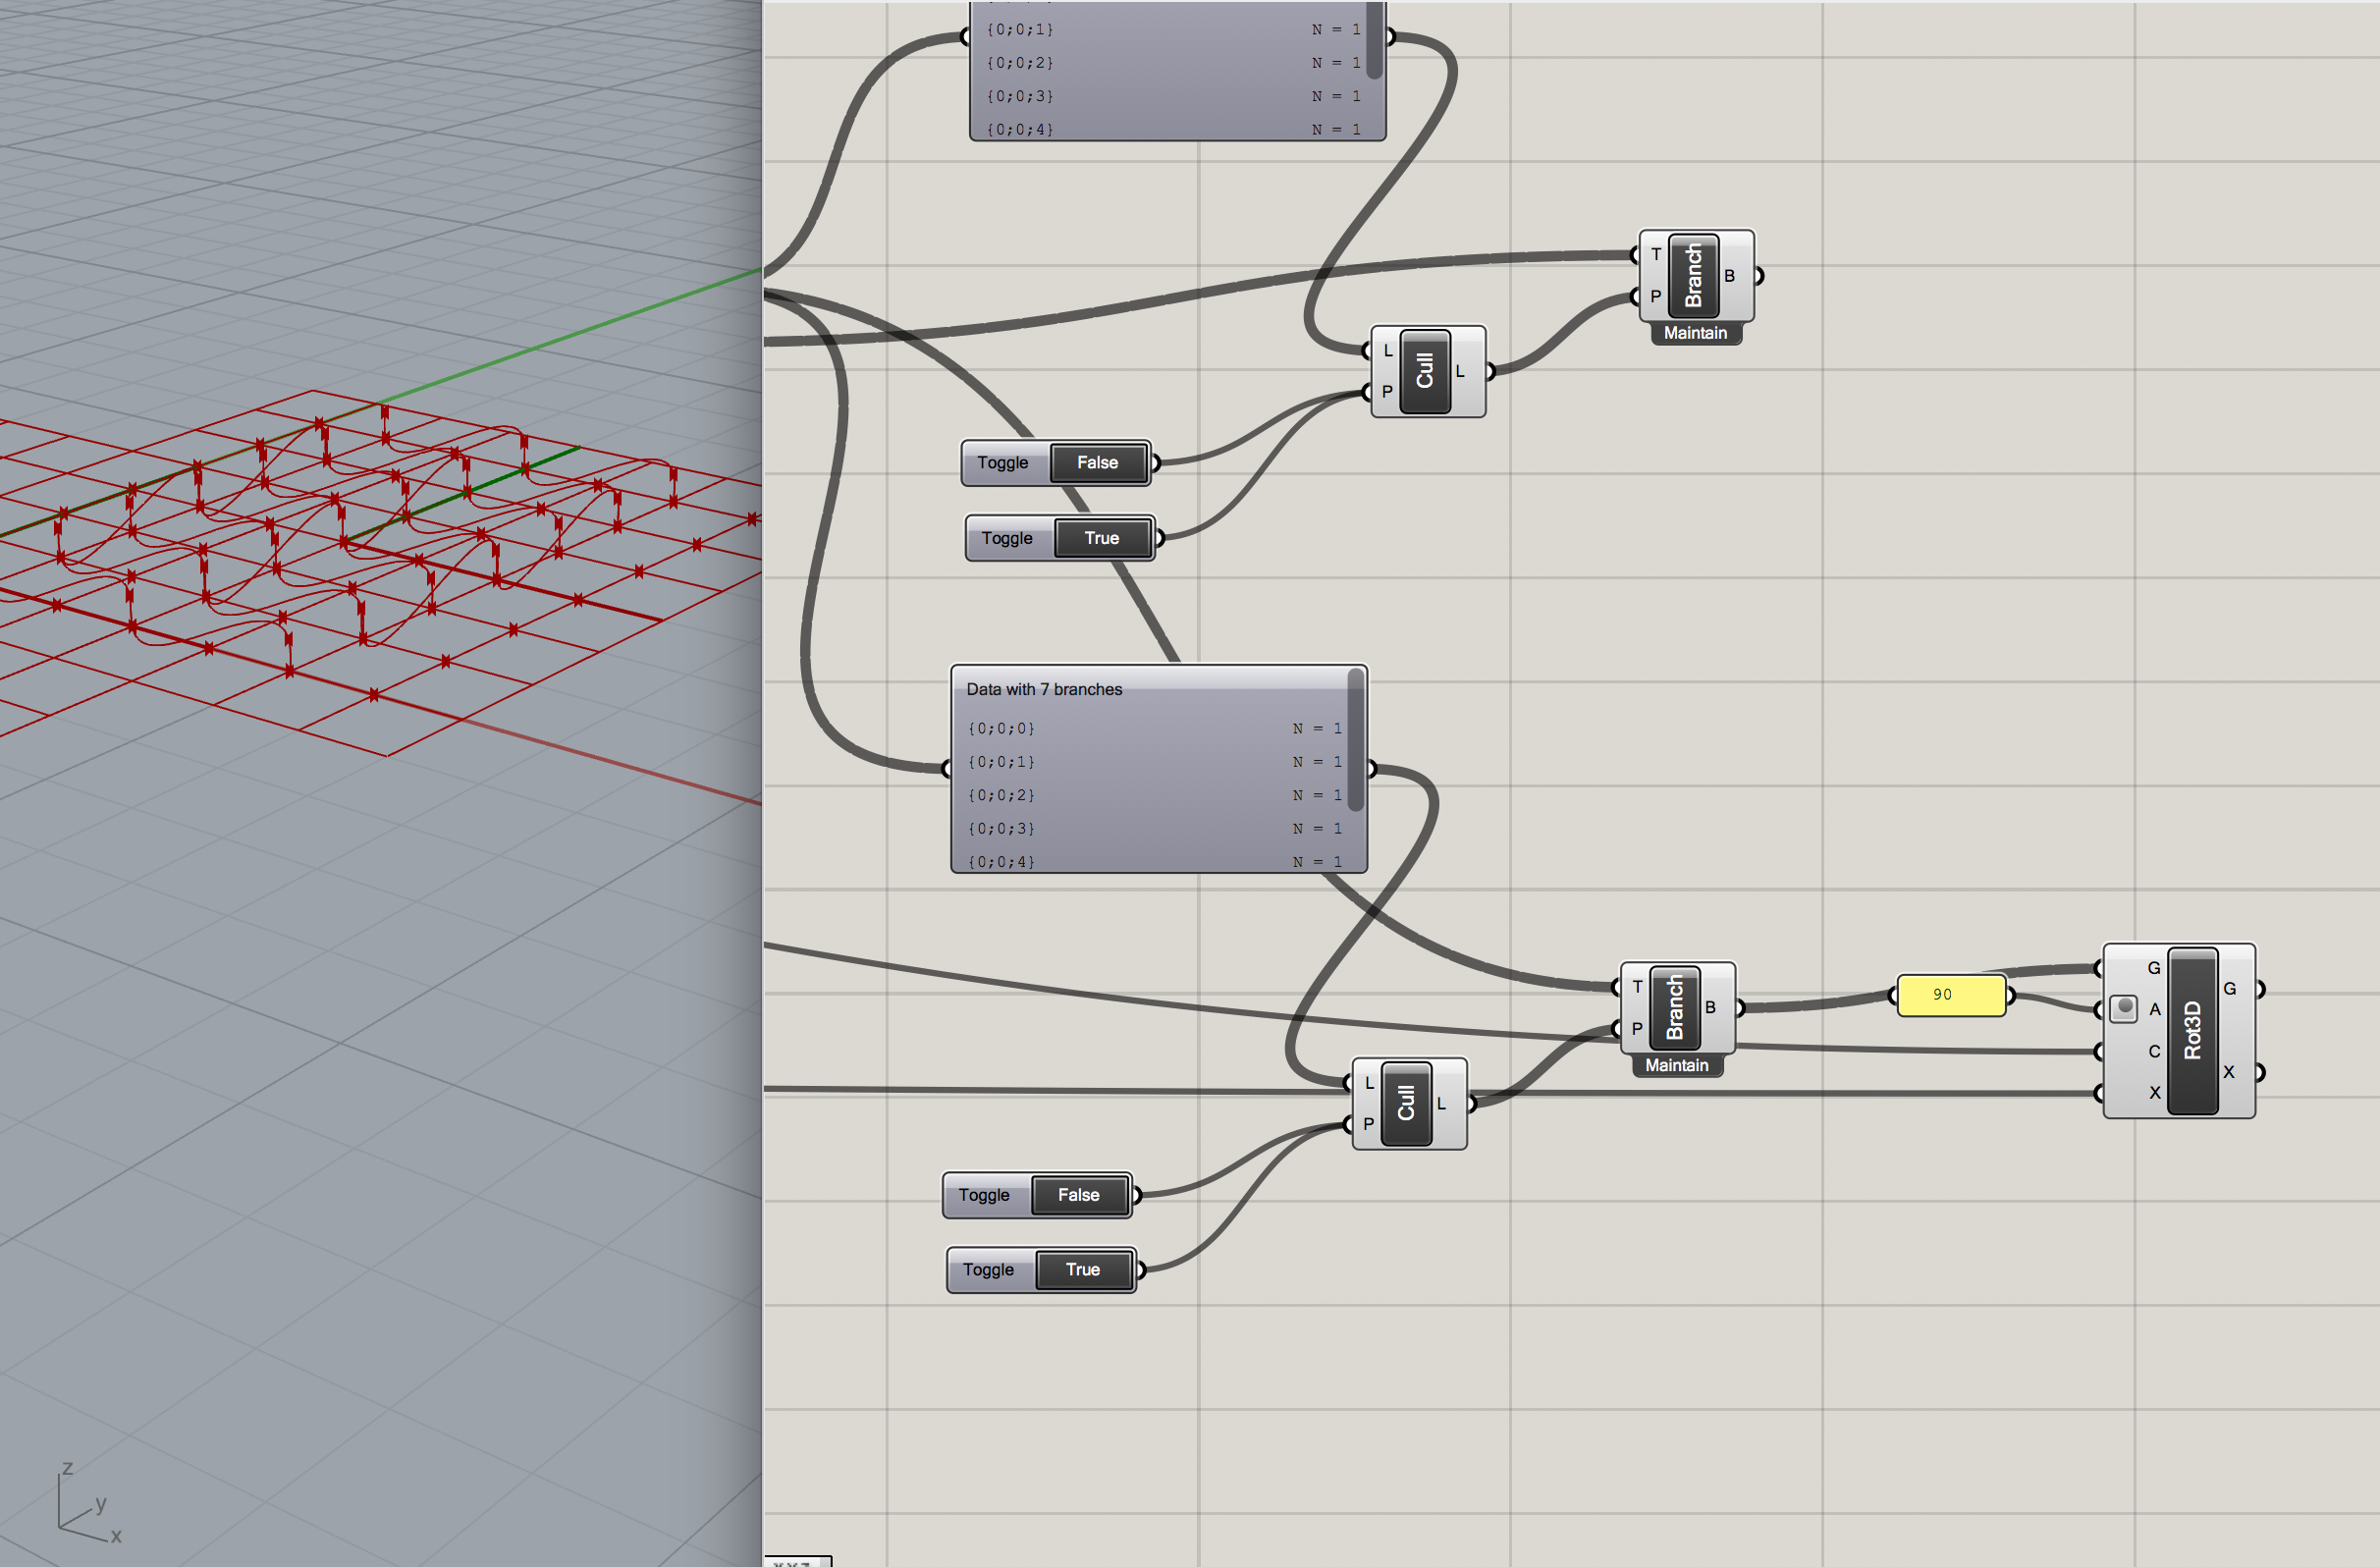 {0;0;1} N = 1
{0;0;2} N = 1
{0;0;3} N = 1
{0;0;4} N = 1
T
P
Branch
B
Maintain
L
P
Cull
L
Toggle False
Toggle True
Data with 7 branches
{0;0;0} N = 1
{0;0;1} N = 1
{0;0;2} N = 1
{0;0;3} N = 1
{0;0;4} N = 1
T
P
Branch
B
Maintain
90
G
A
C
X
Rot3D
G
X
L
P
Cull
L
Toggle False
Toggle True
z
y
x